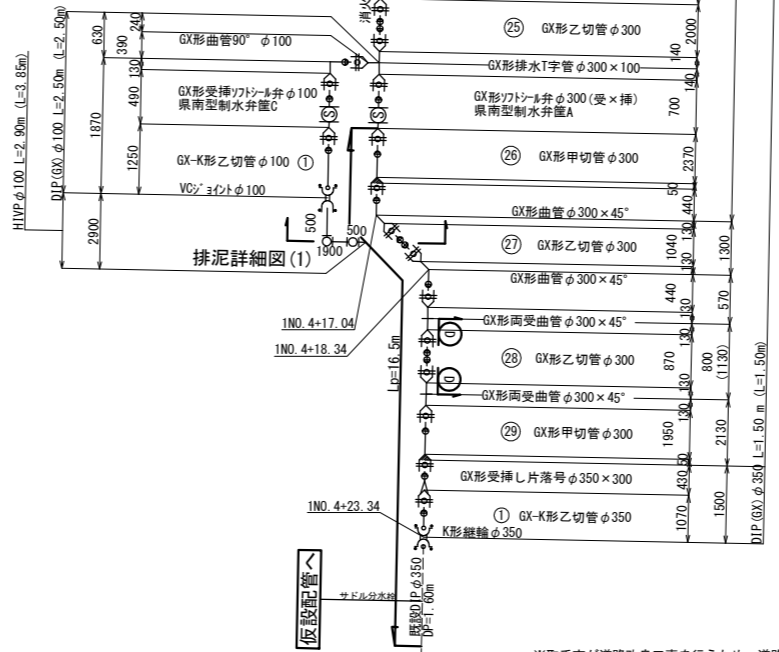 HIVPφ100 L=2.90m (L=3.85m)
DIP(GX)φ100 L=2.50m (L=2.50m)
630
1870
2900
240
390
130
490
1250
GX形曲管90° φ100
GX形受挿ソフトシール弁φ100
県南型制水弁筐C
GX-K形乙切管φ100 ①
VCジョイントφ100
500
1900
500
排泥詳細図(1)
消火
S
S
㉕ GX形乙切管φ300
2000
140
GX形排水T字管φ300×100
140
GX形ソフトシール弁φ300(受×挿)
県南型制水弁筐A
700
㉖ GX形甲切管φ300
2370
50
440
GX形曲管φ300×45°
130
㉗ GX形乙切管φ300
1040
1300
130
GX形曲管φ300×45°
440
570
130
GX形両受曲管φ300×45°
130
D
㉘ GX形乙切管φ300
870
800
(1130)
D
130
GX形両受曲管φ300×45°
130
㉙ GX形甲切管φ300
1950
2130
50
GX形受挿し片落号φ350×300
430
① GX-K形乙切管φ350
1070
1500
K形継輪φ350
DIP(GX)φ350 L=1.50 m (L=1.50m)
1NO.4+17.04
1NO.4+18.34
Lp=16.5m
1NO.4+23.34
仮設配管へ
サドル分水栓
既設DIPφ350
DP=1.60m